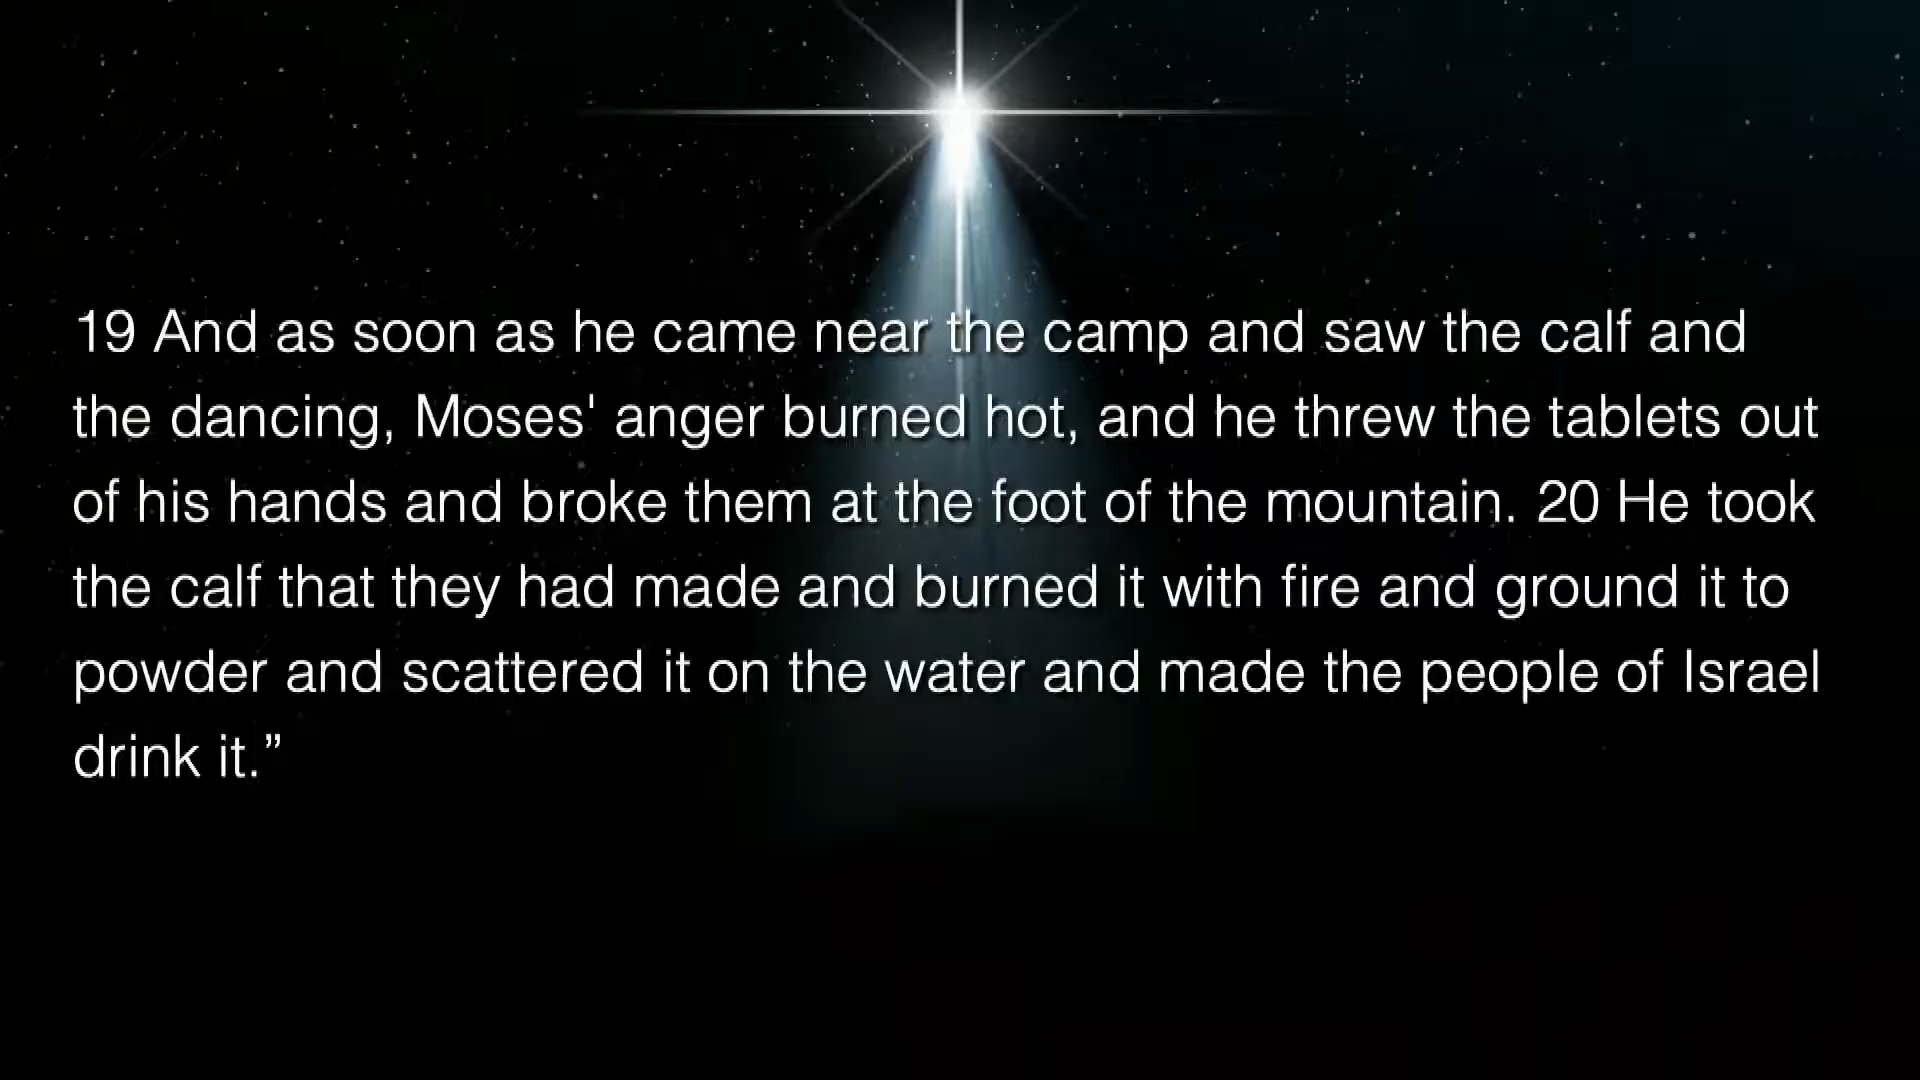 19 And as soon as he came near the camp and saw the calf and
the dancing, Moses' anger burned hot, and he threw the tablets out
of his hands and broke them at the foot of the mountain. 20 He took
the calf that they had made and burned it with fire and ground it to
powder and scattered it on the water and made the people of Israel
drink it.”